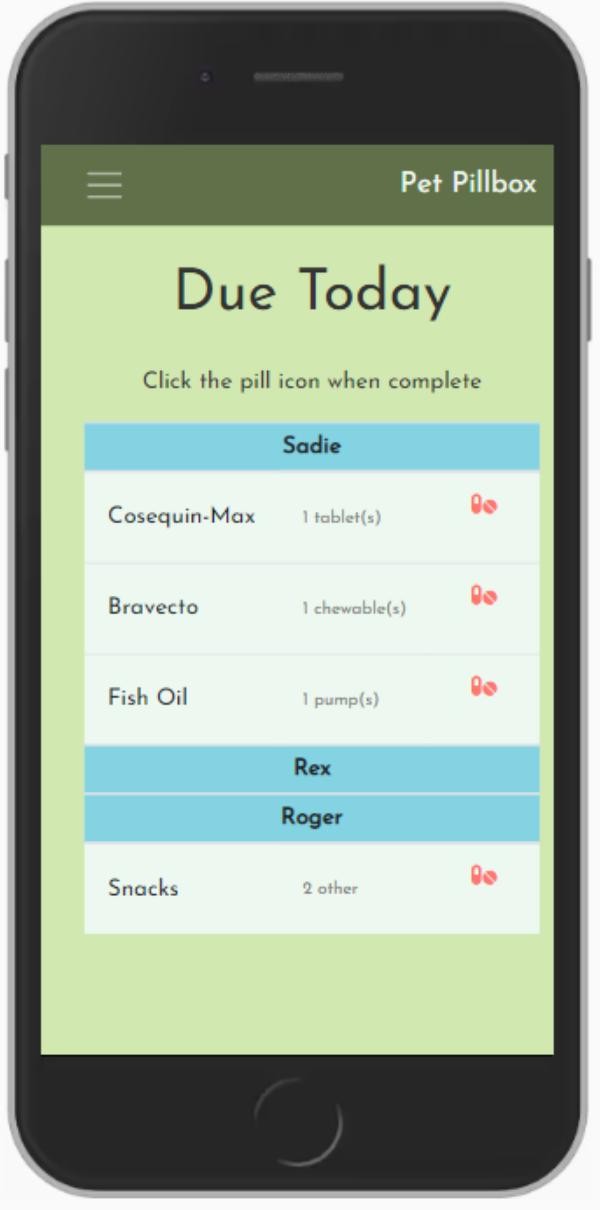 Pet Pillbox
Due Today
Click the pill icon when complete
Sadie
Cosequin-Max 1 tablet(s)
Bravecto 1 chewable(s)
Fish Oil 1 pump(s)
Rex
Roger
Snacks 2 other